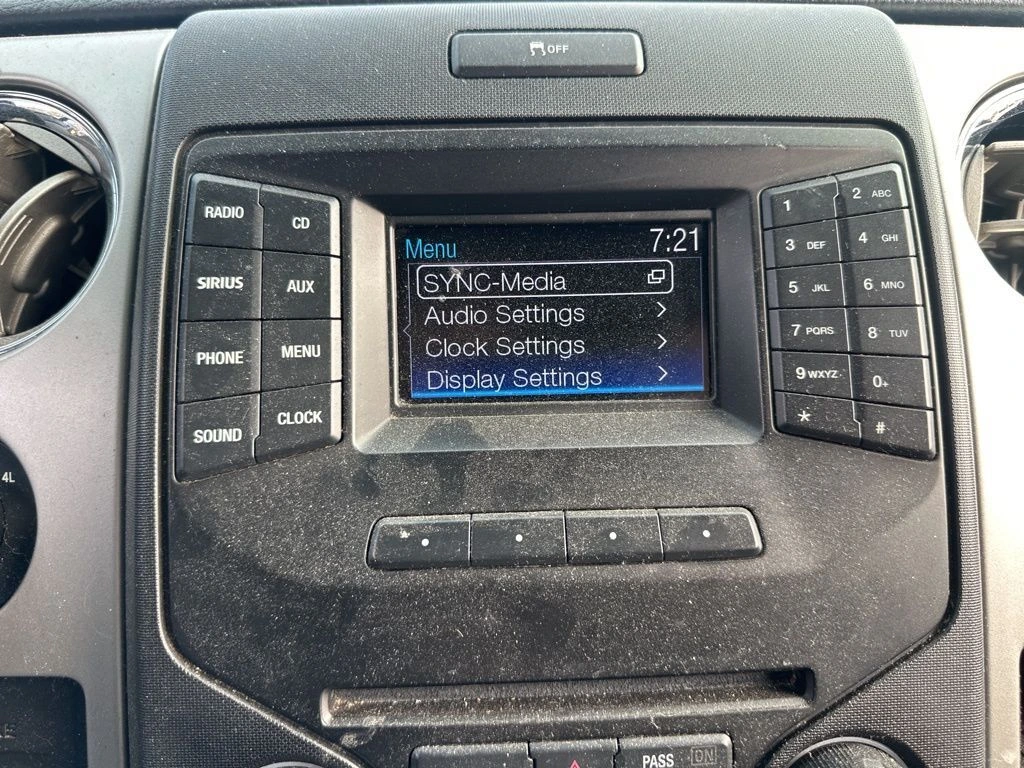 OFF
RADIO
CD
SIRIUS
AUX
PHONE
MENU
SOUND
CLOCK
Menu 7:21
SYNC-Media
Audio Settings >
Clock Settings >
Display Settings >
1
2 ABC
3 DEF
4 GHI
5 JKL
6 MNO
7 PQRS
8 TUV
9 WXYZ
0+
*
#
4L
PASS ON